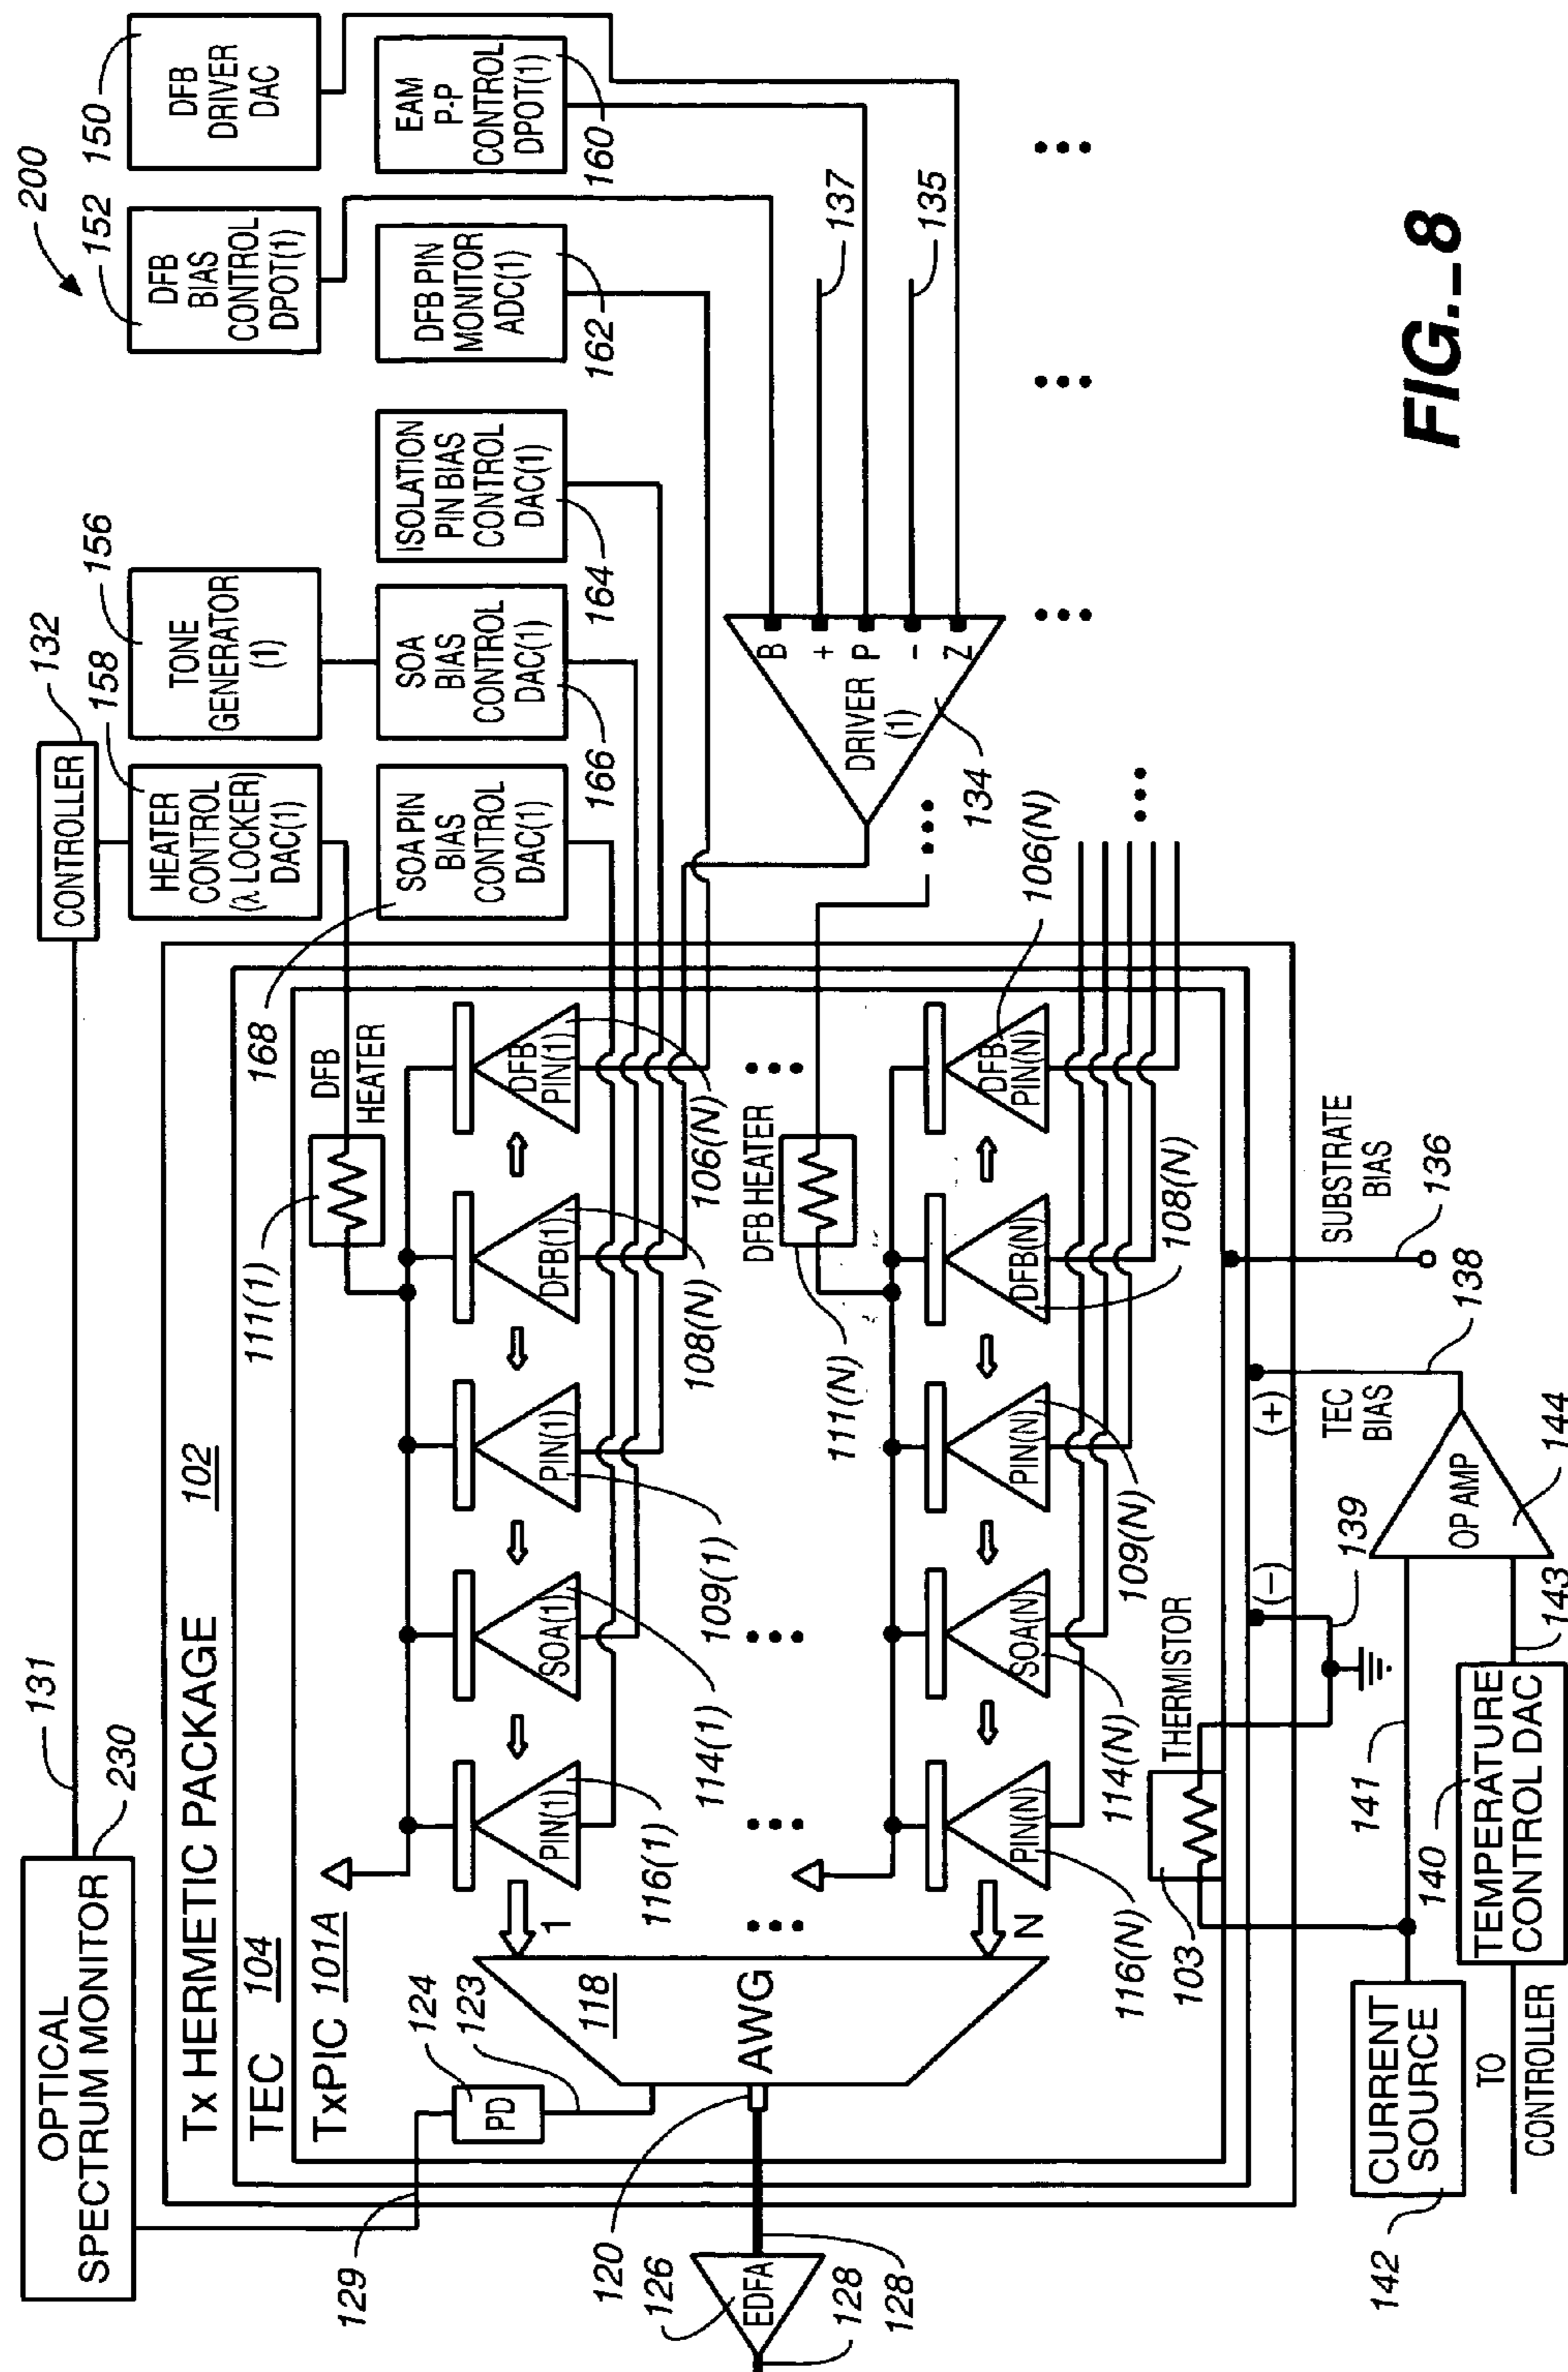 200
150
DFB
DRIVER
DAC
152
DFB
BIAS
CONTROL
DPOT(1)
EAM
P-P
CONTROL
DPOT(1)
160
DFB PIN
MONITOR
ADC(1)
162
ISOLATION
PIN BIAS
CONTROL
DAC(1)
164
156
TONE
GENERATOR
(1)
SOA
BIAS
CONTROL
DAC(1)
166
132
CONTROLLER
158
HEATER
CONTROL
(λ LOCKER)
DAC(1)
SOA PIN
BIAS
CONTROL
DAC(1)
168
131
230
OPTICAL
SPECTRUM MONITOR
129
Tx HERMETIC PACKAGE 102
TEC 104
TxPIC 101A
111(1)
DFB
HEATER
PIN(1)
SOA(1)
PIN(1)
DFB(1)
DFB
PIN(1)
116(1)
114(1)
109(1)
108(N)
106(N)
DRIVER
(1)
B
+
P
-
Z
134
137
135
124
PD
123
118
AWG
1
N
120
EDFA
126
128
128
111(N)
DFB HEATER
PIN(N)
SOA(N)
PIN(N)
DFB(N)
DFB
PIN(N)
116(N)
114(N)
109(N)
108(N)
106(N)
THERMISTOR
103
(-)
(+)
139
TEC
BIAS
138
SUBSTRATE
BIAS
136
OP AMP
144
141
143
CURRENT
SOURCE
142
TEMPERATURE
CONTROL DAC
140
TO
CONTROLLER
FIG._8